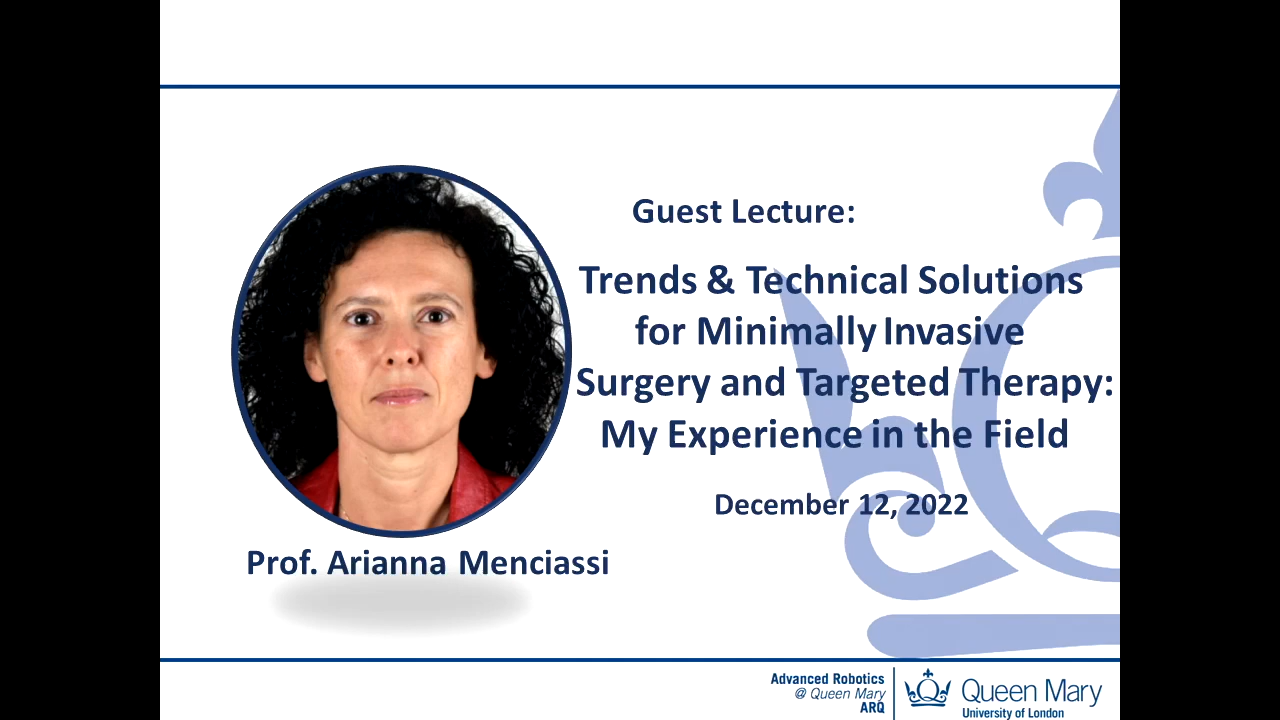 Guest Lecture:
Trends & Technical Solutions
for Minimally Invasive
Surgery and Targeted Therapy:
My Experience in the Field
December 12, 2022
Prof. Arianna Menciassi
Advanced Robotics
@ Queen Mary
ARQ
Queen Mary
University of London